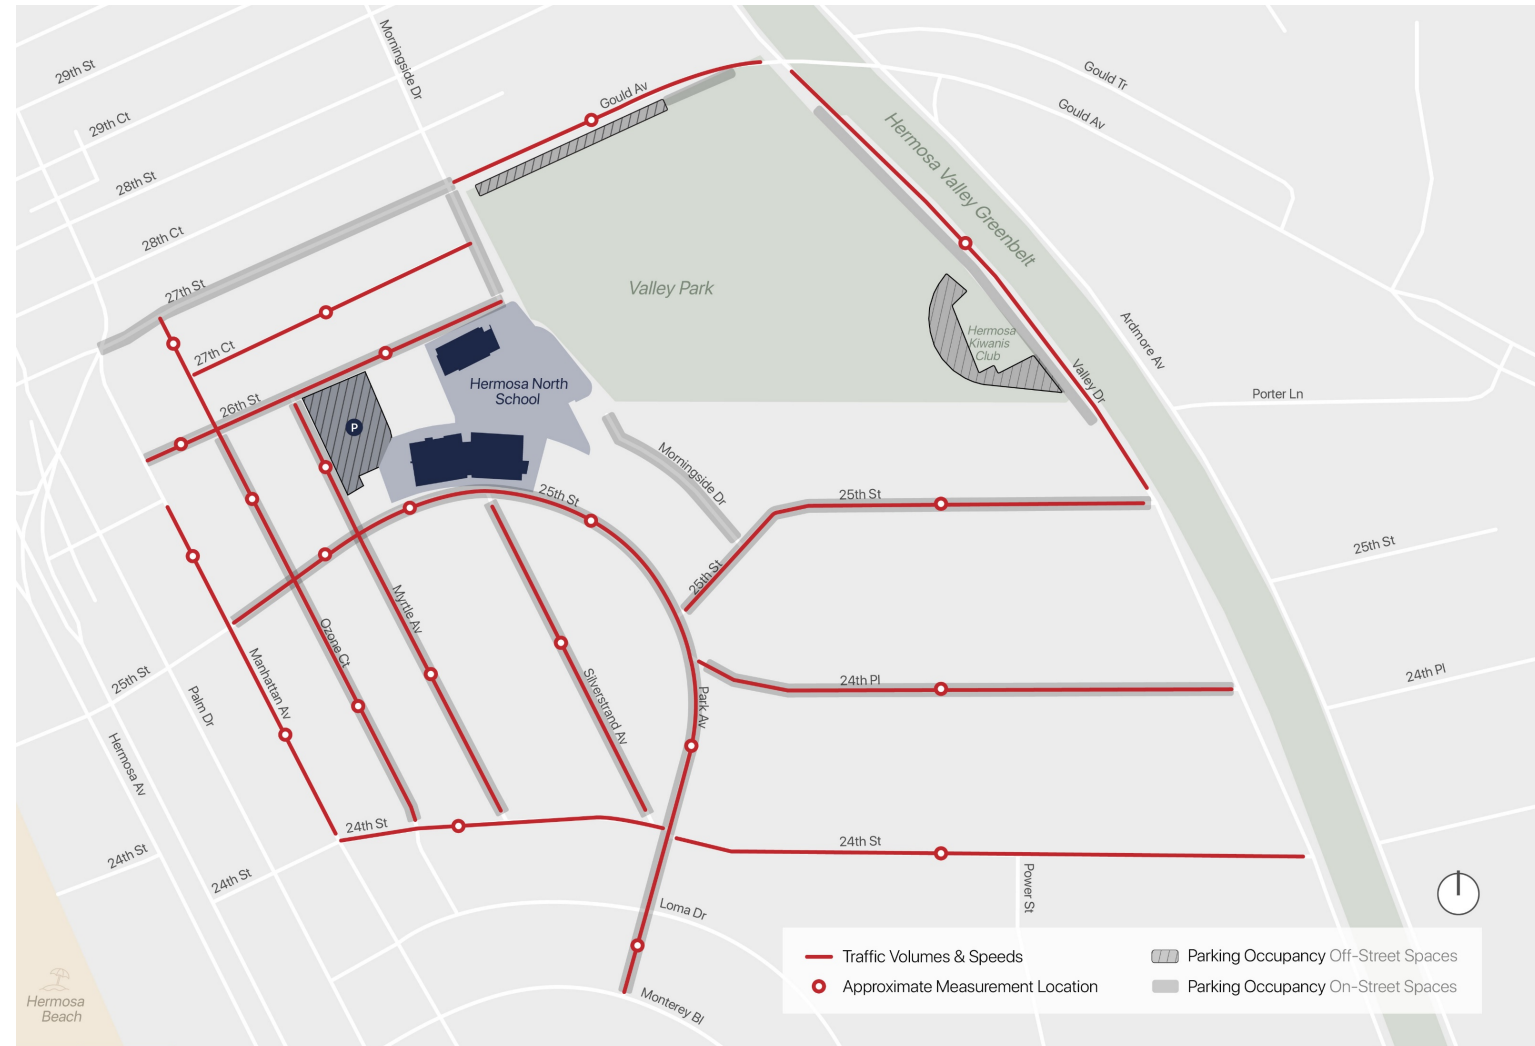 29th St
Morningside Dr
Gould Av
Gould Tr
Gould Av
29th Ct
Hermosa Valley Greenbelt
28th St
28th Ct
27th St
Valley Park
27th Ct
Hermosa
Kiwanis
Club
Ardmore Av
Valley Dr
Hermosa North
School
Porter Ln
26th St
P
Morningside Dr
25th St
25th St
25th St
25th St
Myrtle Av
Ozone Ct
Manhattan Av
25th St
Palm Dr
Silverstrand Av
Park Av
24th Pl
24th Pl
Hermosa Av
24th St
24th St
24th St
24th St
Power St
Loma Dr
Monterey Bl
Hermosa
Beach
Traffic Volumes & Speeds
Approximate Measurement Location
Parking Occupancy Off-Street Spaces
Parking Occupancy On-Street Spaces